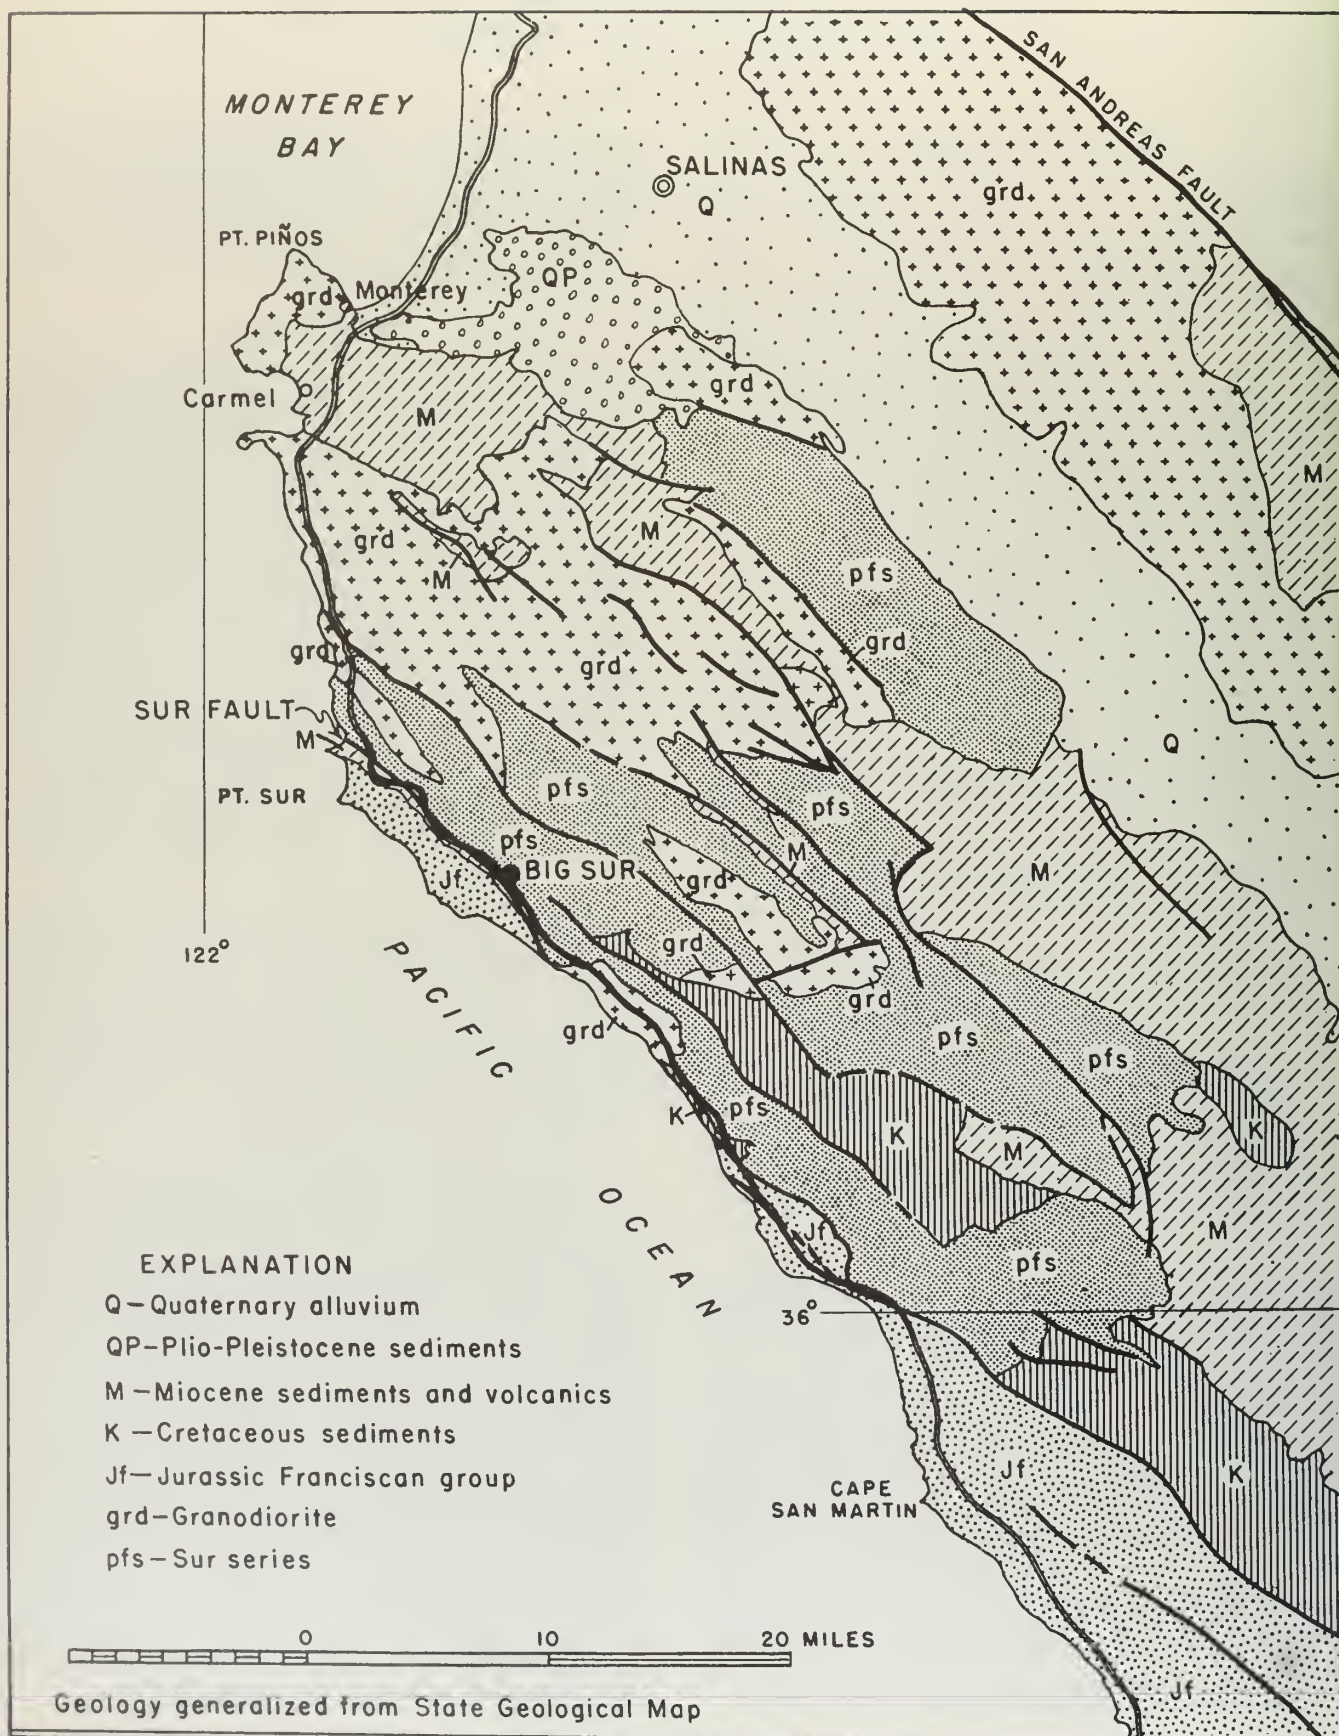 SAN ANDREAS FAULT
MONTEREY
BAY
SALINAS
Q
grd
PT. PIÑOS
QP
grd
Monterey
grd
Carmel
M
M
M
grd
pfs
M
grd
grd
grd
SUR FAULT
M
Q
PT. SUR
pfs
pfs
pfs
M
M
Jf
BIG SUR
grd
122°
grd
grd
PACIFIC
grd
pfs
pfs
K
pfs
K
K
M
OCEAN
Jf
M
pfs
36°
EXPLANATION
Q—Quaternary alluvium
QP—Plio-Pleistocene sediments
M—Miocene sediments and volcanics
K—Cretaceous sediments
Jf—Jurassic Franciscan group
grd—Granodiorite
pfs—Sur series
Jf
K
CAPE
SAN MARTIN
0 10 20 MILES
Jf
Geology generalized from State Geological Map